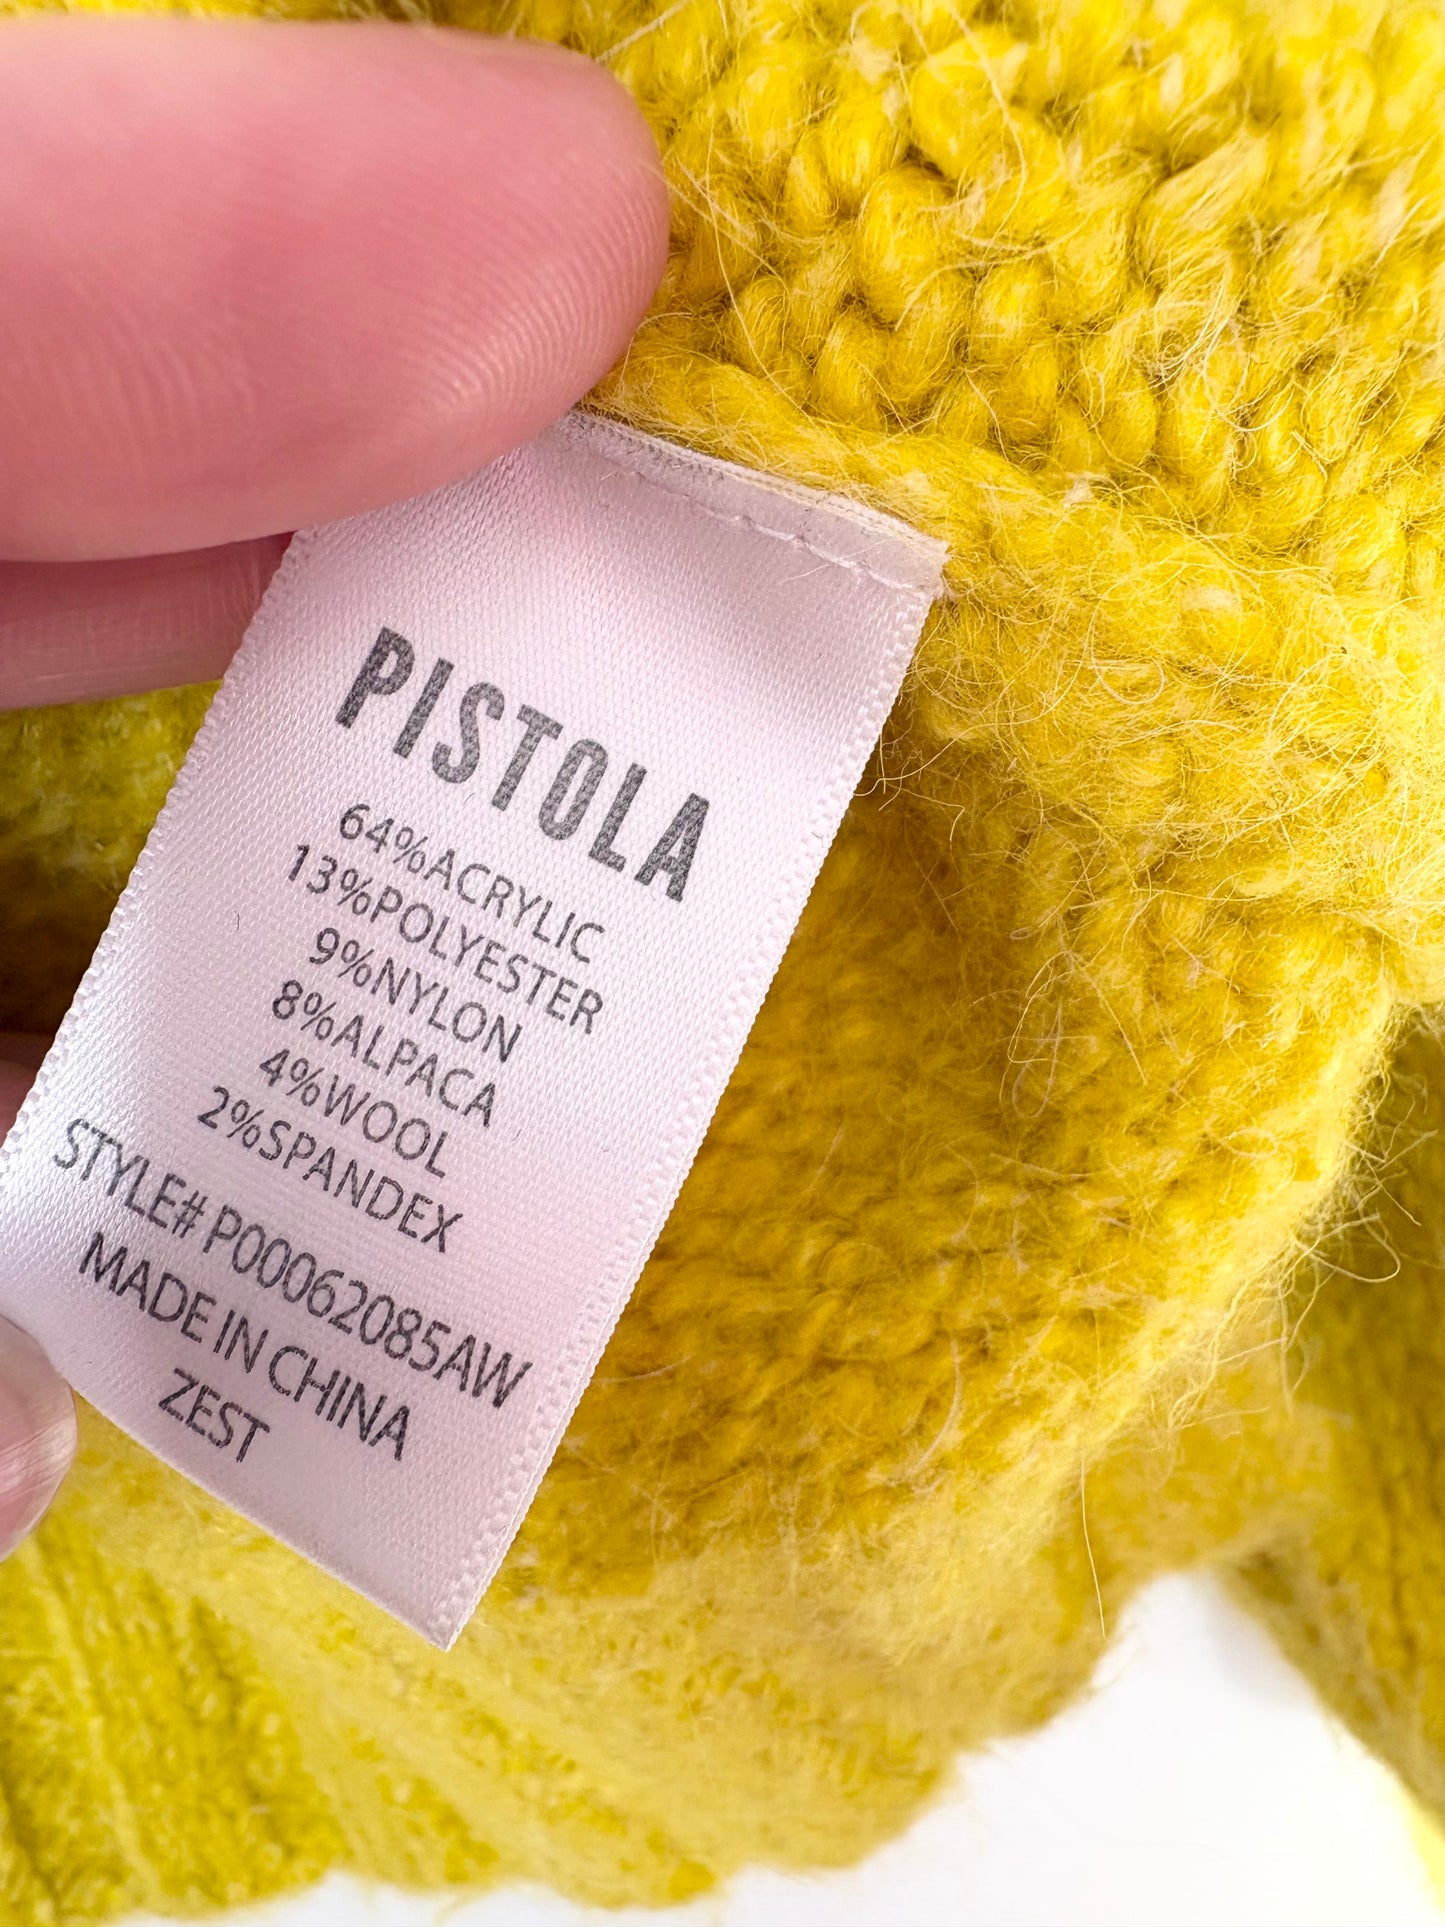 PISTOLA
64%ACRYLIC
13%POLYESTER
9%NYLON
8%ALPACA
4%WOOL
2%SPANDEX
STYLE# P00062085AW
MADE IN CHINA
ZEST